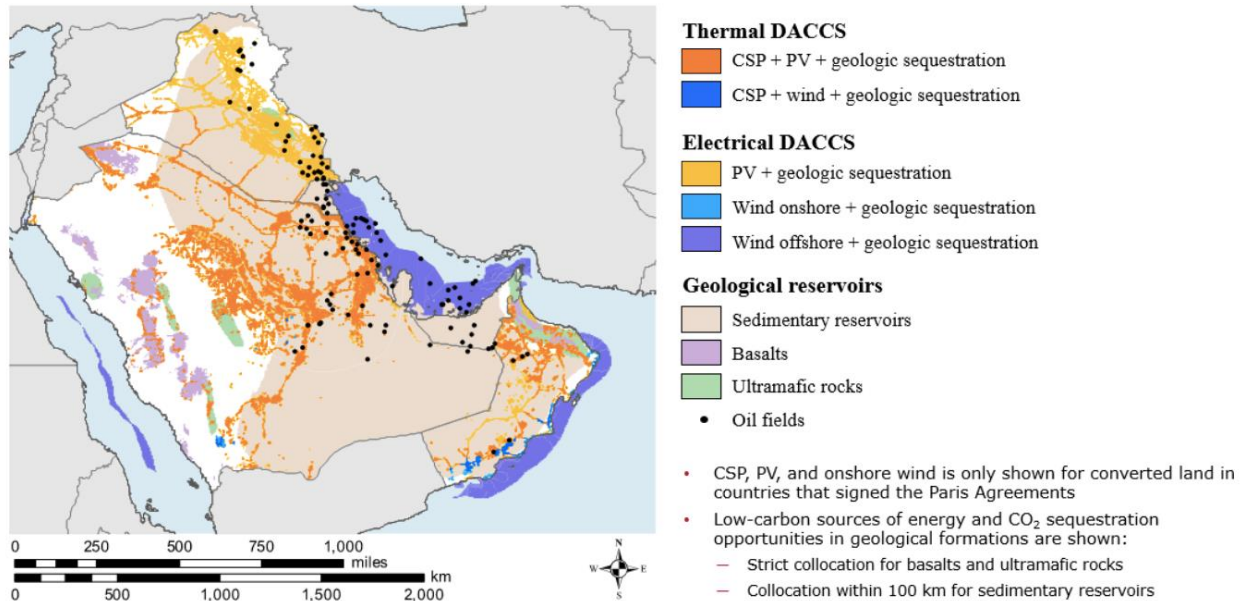 Thermal DACCS
CSP + PV + geologic sequestration
CSP + wind + geologic sequestration
Electrical DACCS
PV + geologic sequestration
Wind onshore + geologic sequestration
Wind offshore + geologic sequestration
Geological reservoirs
Sedimentary reservoirs
Basalts
Ultramafic rocks
Oil fields
• CSP, PV, and onshore wind is only shown for converted land in
countries that signed the Paris Agreements
• Low-carbon sources of energy and CO₂ sequestration
opportunities in geological formations are shown:
— Strict collocation for basalts and ultramafic rocks
— Collocation within 100 km for sedimentary reservoirs
0 250 500 750 1,000
miles
km
0 500 1,000 1,500 2,000
N
W E
S